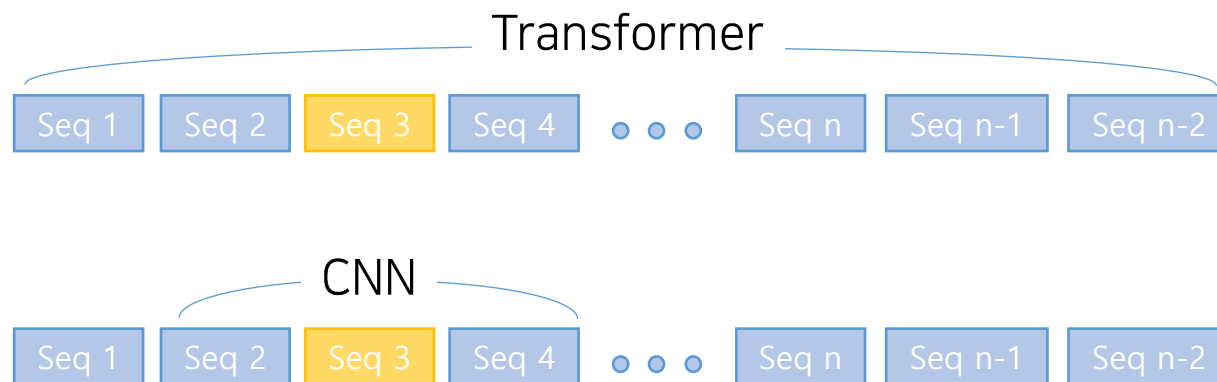 Transformer
Seq 1 Seq 2 Seq 3 Seq 4 Seq n Seq n-1 Seq n-2
CNN
Seq 1 Seq 2 Seq 3 Seq 4 Seq n Seq n-1 Seq n-2